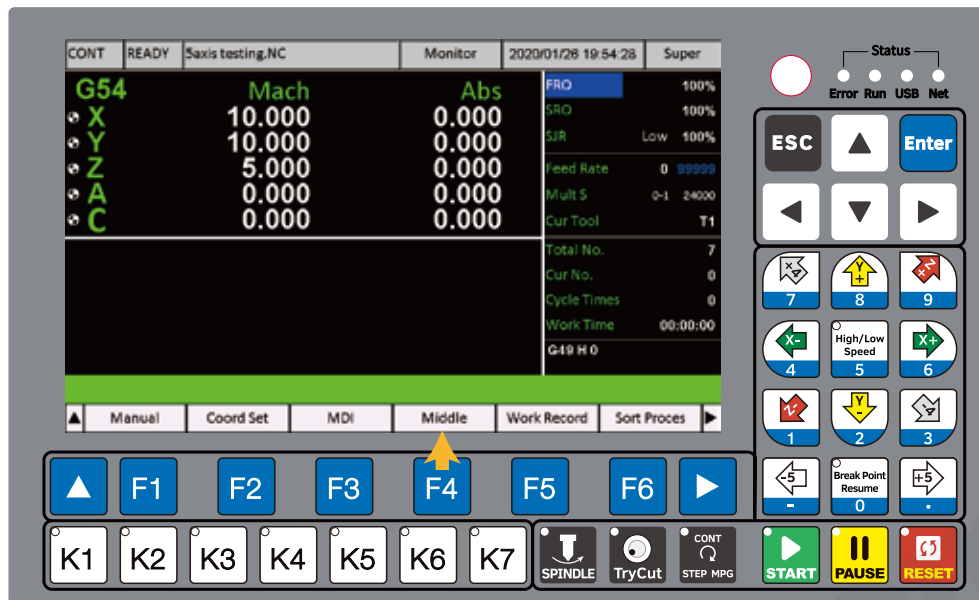 CONT READY 5axis testing.NC Monitor 2020/01/26 19:54:28 Super
G54 Mach Abs
X 10.000 0.000
Y 10.000 0.000
Z 5.000 0.000
A 0.000 0.000
C 0.000 0.000
FRO 100%
SRO 100%
SJR Low 100%
Feed Rate 0 99999
Mult S 0-1 24000
Cur Tool T1
Total No. 7
Cur No. 0
Cycle Times 0
Work Time 00:00:00
G49 H 0
Manual Coord Set MDI Middle Work Record Sort Proces
F1 F2 F3 F4 F5 F6
K1 K2 K3 K4 K5 K6 K7
SPINDLE
TryCut
CONT
STEP MPG
Status
Error Run USB Net
ESC Enter
X 4 Y+ X Z
7 8 9
X- High/Low Speed X+
4 5 6
Z- Y- 4
1 2 3
-5 Break Point Resume +5
- 0 .
START PAUSE RESET